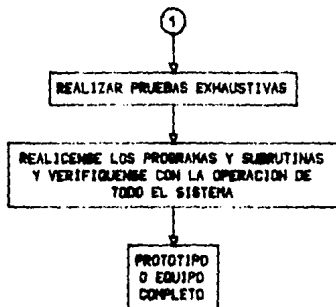 1
REALIZAR PRUEBAS EXHAUSTIVAS
REALICENSE LOS PROGRAMAS Y SUBRUTINAS
Y VERIFIQUENSE CON LA OPERACION DE
TODO EL SISTEMA
PROTOTIPO
O EQUIPO
COMPLETO